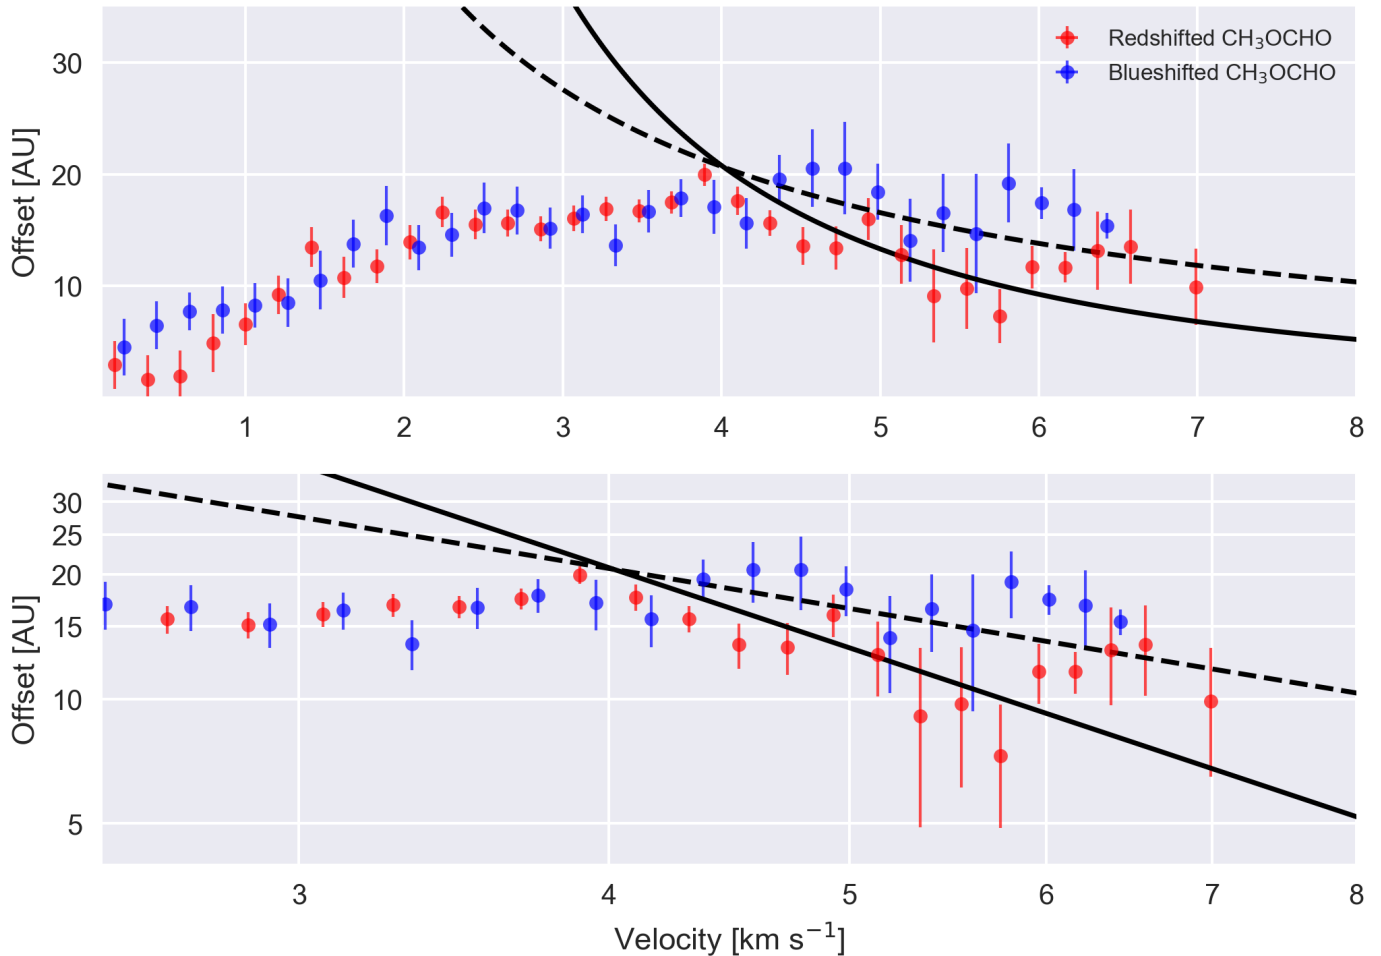 Offset [AU]
30
20
10
Redshifted CH₃OCHO
Blueshifted CH₃OCHO
1 2 3 4 5 6 7 8
Offset [AU]
30
25
20
15
10
5
3 4 5 6 7 8
Velocity [km s⁻¹]